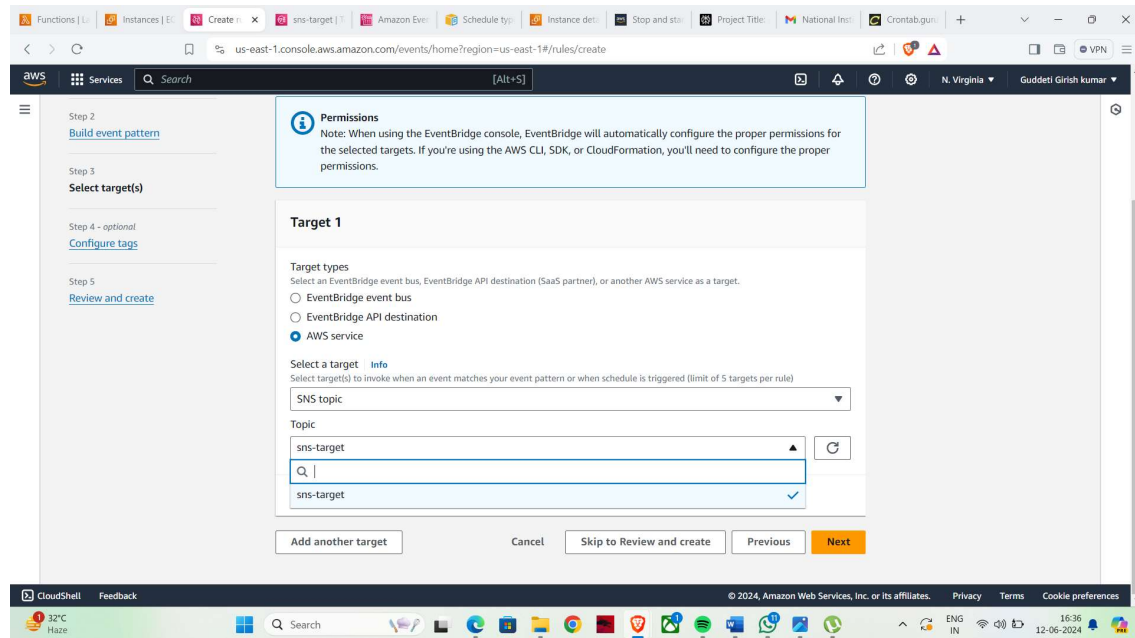 Functions | La
Instances | EC
Create r
sns-target | T
Amazon Ever
Schedule typ
Instance deta
Stop and sta
Project Title:
National Inst
Crontab.guru
us-east-1.console.aws.amazon.com/events/home?region=us-east-1#/rules/create
VPN
aws
Services
Search
[Alt+S]
N. Virginia
Guddeti Girish kumar
Step 2
Build event pattern
Step 3
Select target(s)
Step 4 - optional
Configure tags
Step 5
Review and create
Permissions
Note: When using the EventBridge console, EventBridge will automatically configure the proper permissions for
the selected targets. If you're using the AWS CLI, SDK, or CloudFormation, you'll need to configure the proper
permissions.
Target 1
Target types
Select an EventBridge event bus, EventBridge API destination (SaaS partner), or another AWS service as a target.
EventBridge event bus
EventBridge API destination
AWS service
Select a target Info
Select target(s) to invoke when an event matches your event pattern or when schedule is triggered (limit of 5 targets per rule)
SNS topic
Topic
sns-target
sns-target
Add another target
Cancel
Skip to Review and create
Previous
Next
CloudShell
Feedback
© 2024, Amazon Web Services, Inc. or its affiliates.
Privacy
Terms
Cookie preferences
32°C
Haze
Search
ENG
IN
16:36
12-06-2024